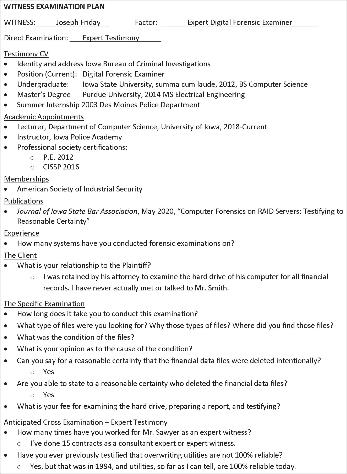 WITNESS EXAMINATION PLAN
WITNESS: Joseph Friday Factor: Expert Digital Forensic Examiner
Direct Examination: Expert Testimony
Testimony CV
• Identity and address Iowa Bureau of Criminal Investigations
• Position (Current): Digital Forensic Examiner
• Undergraduate: Iowa State University, summa cum laude, 2012, BS Computer Science
• Master's Degree Purdue University, 2014 MS Electrical Engineering
• Summer Internship 2003 Des Moines Police Department
Academic Appointments
• Lecturer, Department of Computer Science, University of Iowa, 2018-Current
• Instructor, Iowa Police Academy
• Professional society certifications:
o P.E. 2012
o CISSP 2016
Memberships
• American Society of Industrial Security
Publications
• Journal of Iowa State Bar Association, May 2020, "Computer Forensics on RAID Servers: Testifying to
Reasonable Certainty"
Experience
• How many systems have you conducted forensic examinations on?
The Client
• What is your relationship to the Plaintiff?
o I was retained by his attorney to examine the hard drive of his computer for all financial
records. I have never actually met or talked to Mr. Smith.
The Specific Examination
• How long does it take you to conduct this examination?
• What type of files were you looking for? Why those types of files? Where did you find those files?
• What was the condition of the files?
• What is your opinion as to the cause of the condition?
• Can you say for a reasonable certainty that the financial data files were deleted intentionally?
o Yes
• Are you able to state to a reasonable certainty who deleted the financial data files?
o Yes
• What is your fee for examining the hard drive, preparing a report, and testifying?
Anticipated Cross Examination – Expert Testimony
• How many times have you worked for Mr. Sawyer as an expert witness?
o I've done 15 contracts as a consultant expert or expert witness.
• Have you ever previously testified that overwriting utilities are not 100% reliable?
o Yes, but that was in 1994, and utilities, so far as I can tell, are 100% reliable today.